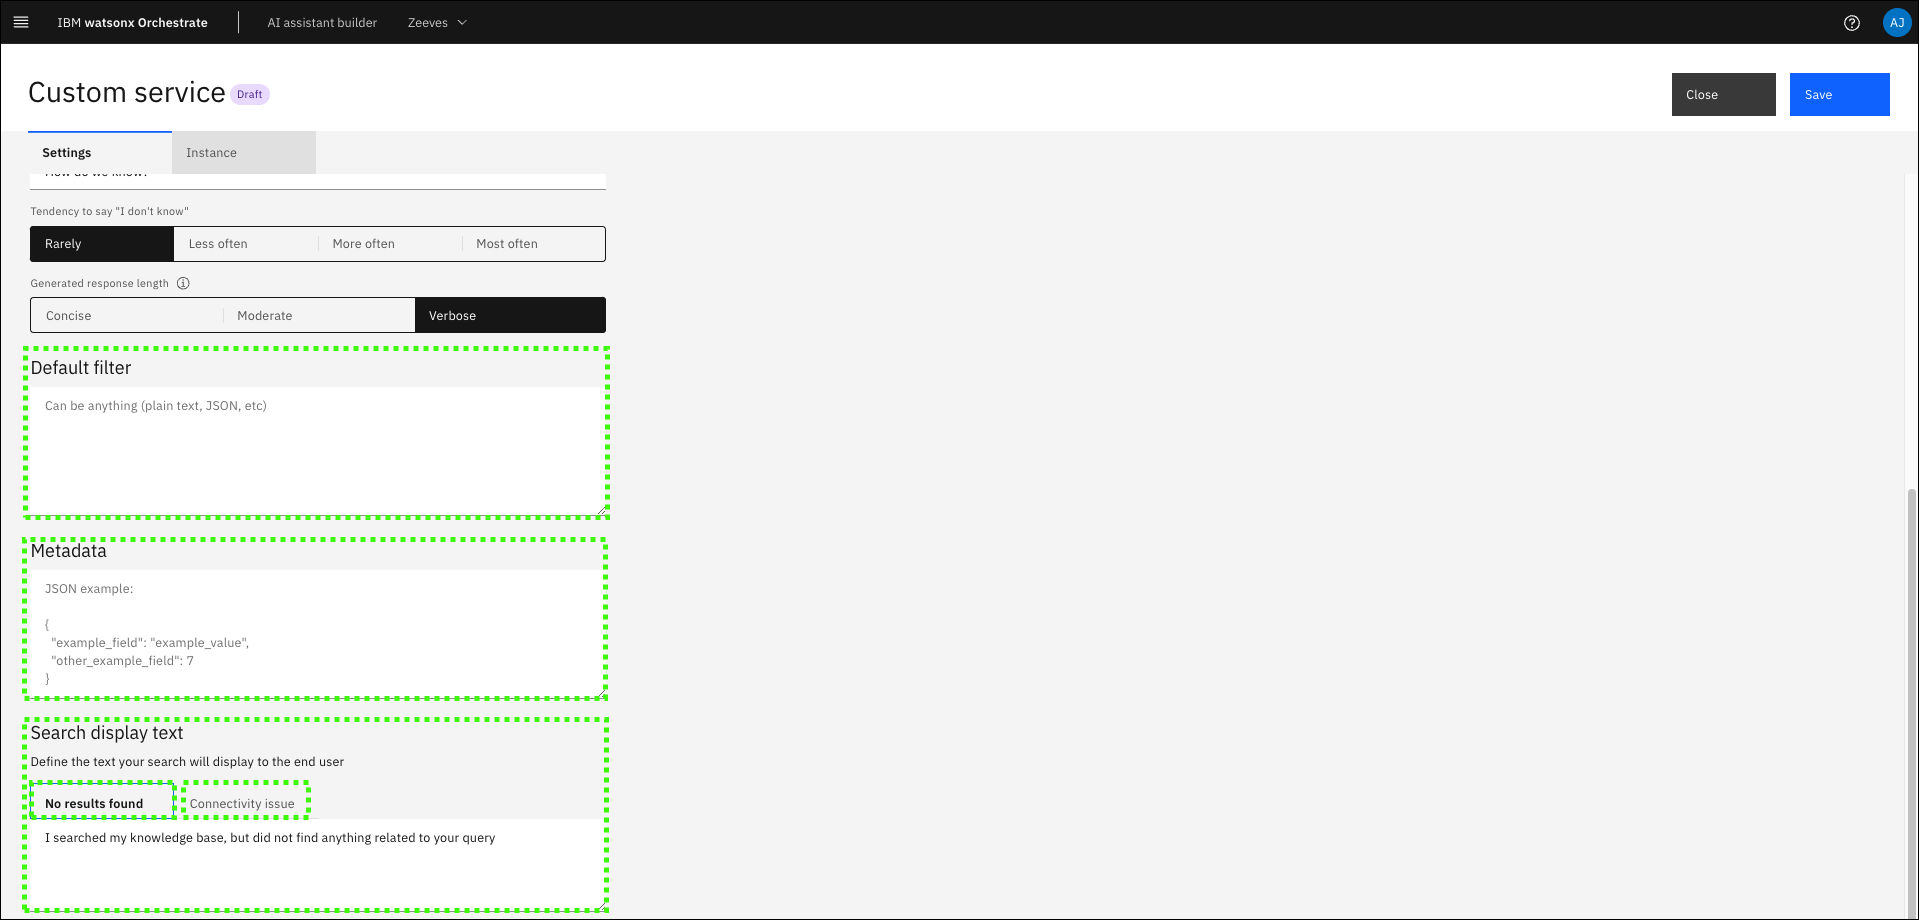 IBM watsonx Orchestrate
AI assistant builder
Zeeves
AJ
Custom service
Draft
Close
Save
Settings
Instance
How do we know?
Tendency to say "I don't know"
Rarely
Less often
More often
Most often
Generated response length
Concise
Moderate
Verbose
Default filter
Can be anything (plain text, JSON, etc)
Metadata
JSON example:
{
"example_field": "example_value",
"other_example_field": 7
}
Search display text
Define the text your search will display to the end user
No results found
Connectivity issue
I searched my knowledge base, but did not find anything related to your query